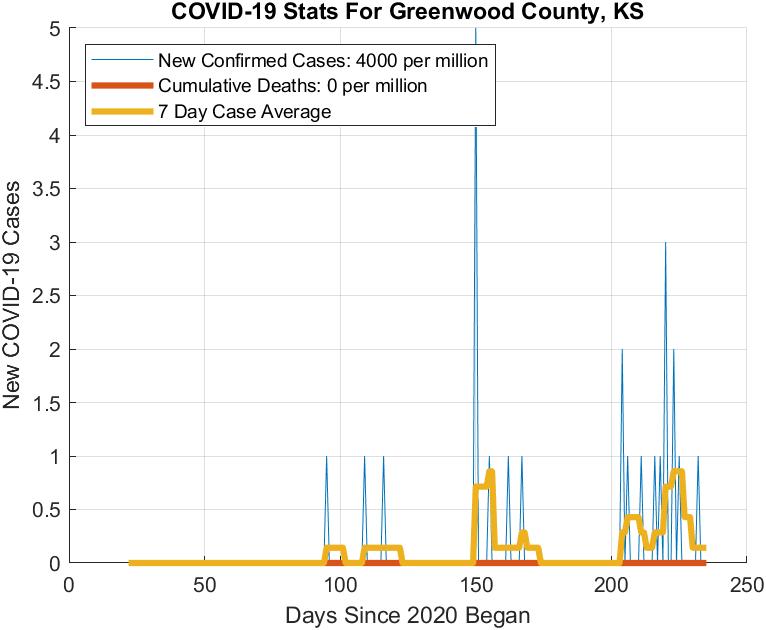 COVID-19 Stats For Greenwood County, KS
New Confirmed Cases: 4000 per million
Cumulative Deaths: 0 per million
7 Day Case Average
New COVID-19 Cases
5
4.5
4
3.5
3
2.5
2
1.5
1
0.5
0
0 50 100 150 200 250
Days Since 2020 Began